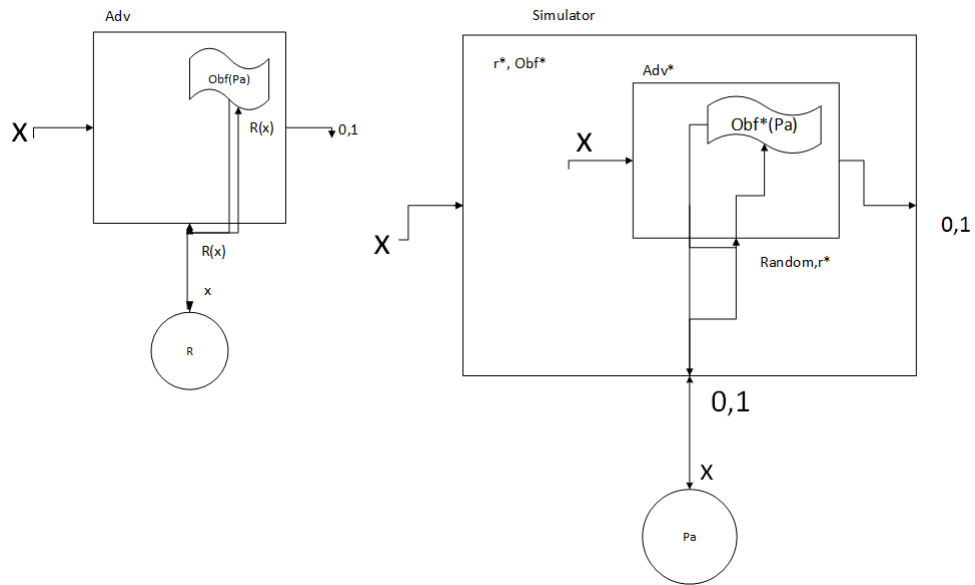 Adv
Obf(Pa)
R(x)
X
0,1
R(x)
x
R
Simulator
r*, Obf*
Adv*
Obf*(Pa)
X
X
0,1
Random,r*
0,1
X
Pa